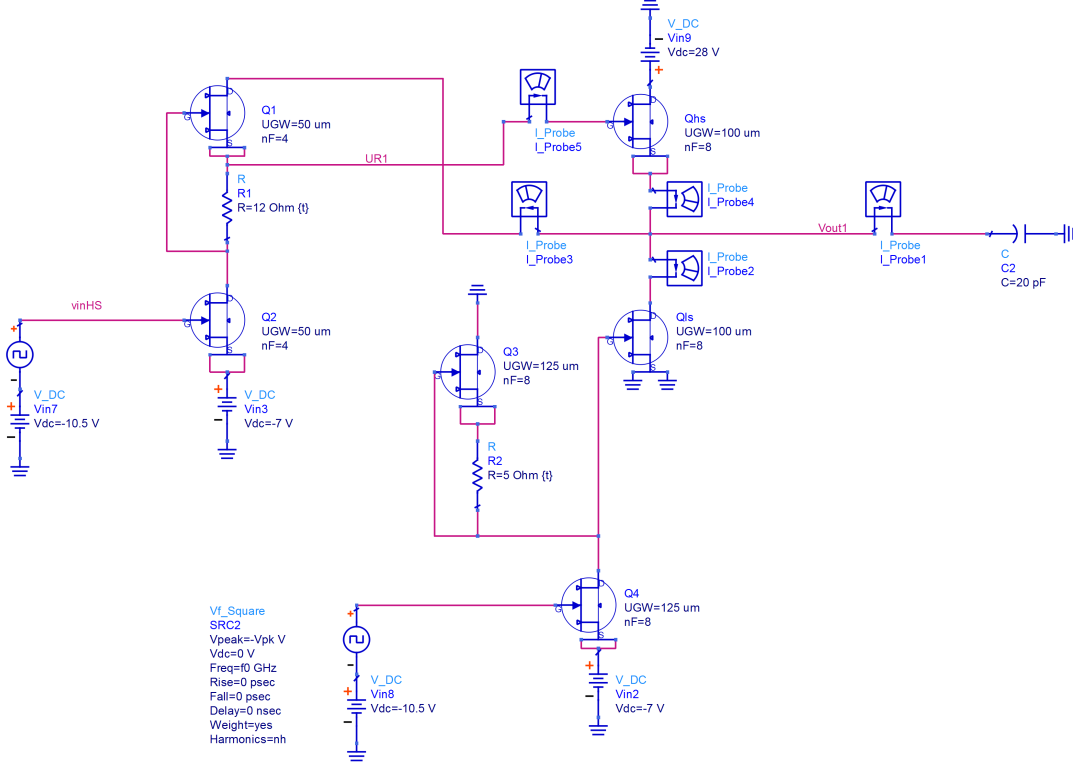 V_DC
Vin9
Vdc=28 V
D
G
S
Q1
UGW=50 um
nF=4
I_Probe
I_Probe5
D
G
S
Qhs
UGW=100 um
nF=8
UR1
R
R1
R=12 Ohm {t}
I_Probe
I_Probe4
I_Probe
I_Probe3
Vout1
I_Probe
I_Probe1
C
C2
C=20 pF
I_Probe
I_Probe2
vinHS
D
G
S
Q2
UGW=50 um
nF=4
D
G
S
Qls
UGW=100 um
nF=8
D
G
S
Q3
UGW=125 um
nF=8
V_DC
Vin7
Vdc=-10.5 V
V_DC
Vin3
Vdc=-7 V
R
R2
R=5 Ohm {t}
D
G
S
Q4
UGW=125 um
nF=8
Vf_Square
SRC2
Vpeak=-Vpk V
Vdc=0 V
Freq=f0 GHz
Rise=0 psec
Fall=0 psec
Delay=0 nsec
Weight=yes
Harmonics=nh
V_DC
Vin8
Vdc=-10.5 V
V_DC
Vin2
Vdc=-7 V